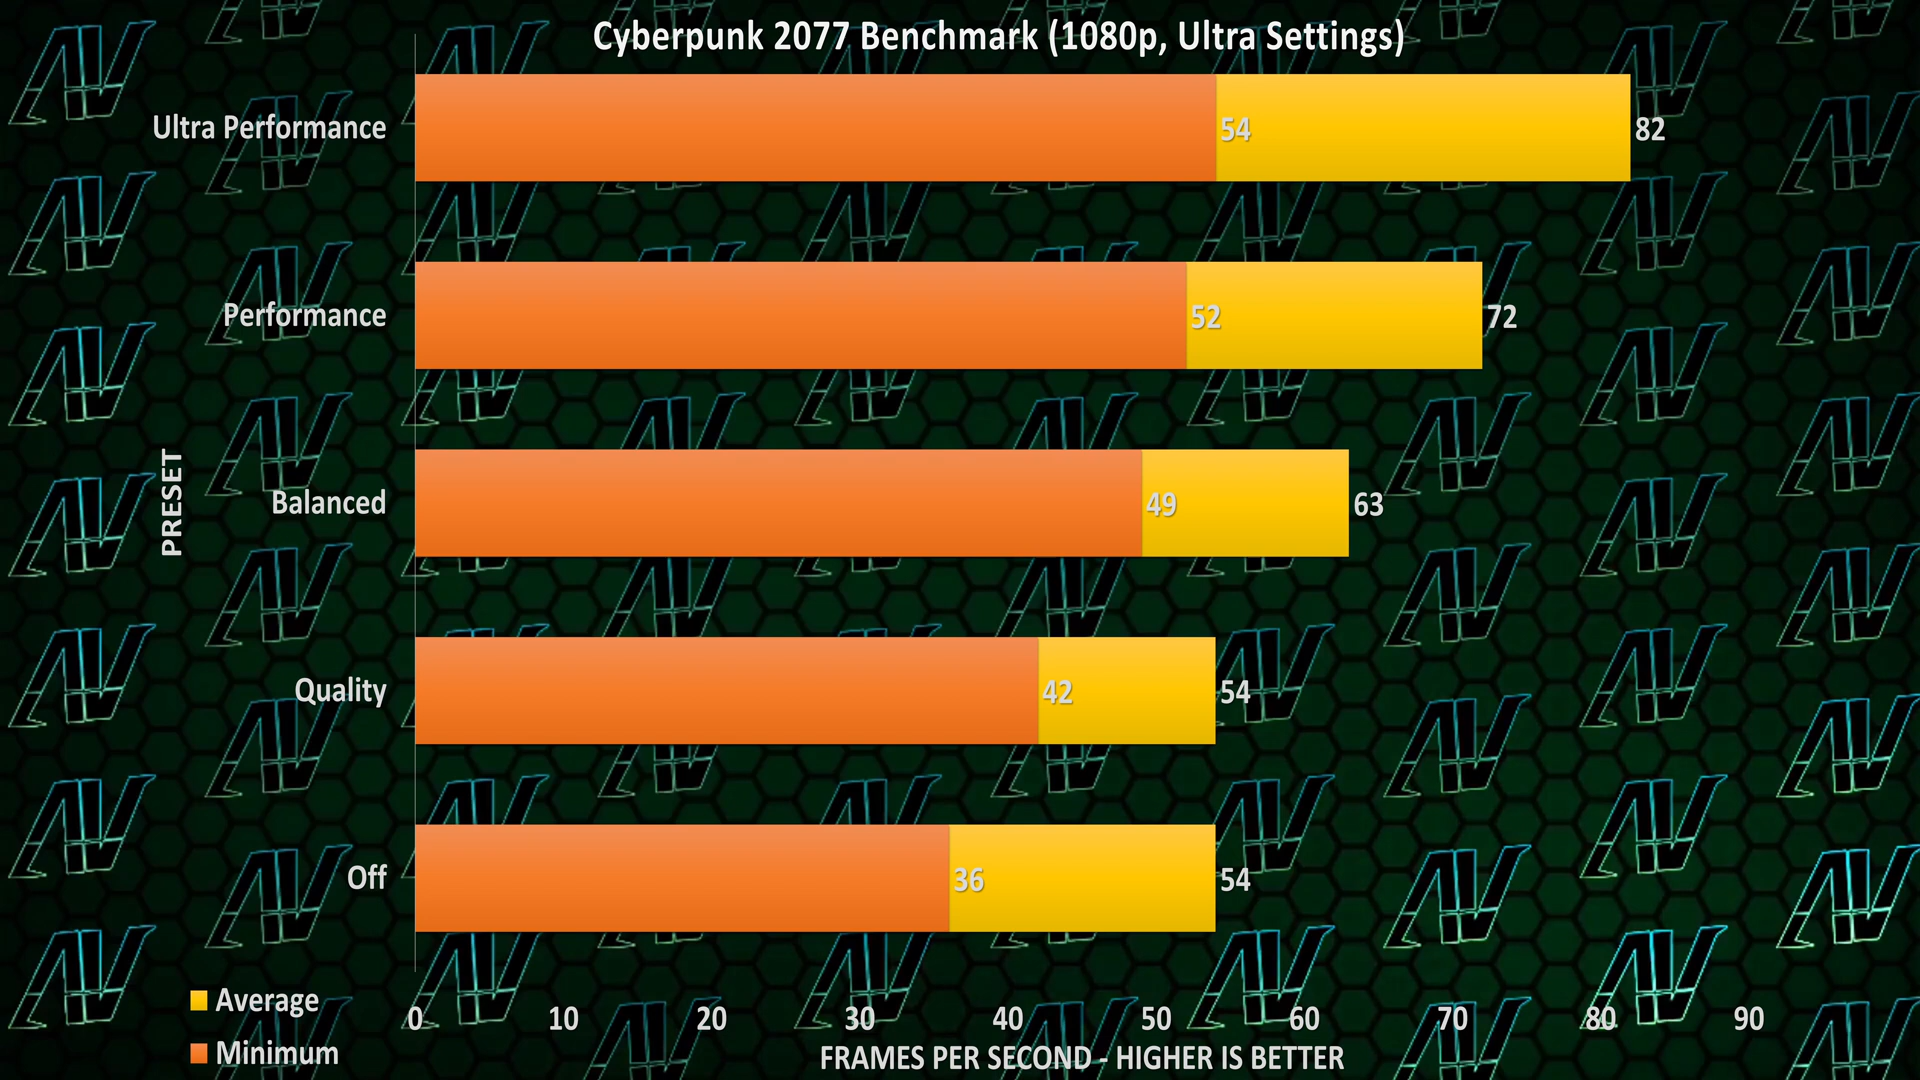 Cyberpunk 2077 Benchmark (1080p, Ultra Settings)
Ultra Performance
54
82
Performance
52
72
PRESET
Balanced
49
63
Quality
42
54
Off
36
54
Average
Minimum
0 10 20 30 40 50 60 70 80 90
FRAMES PER SECOND - HIGHER IS BETTER